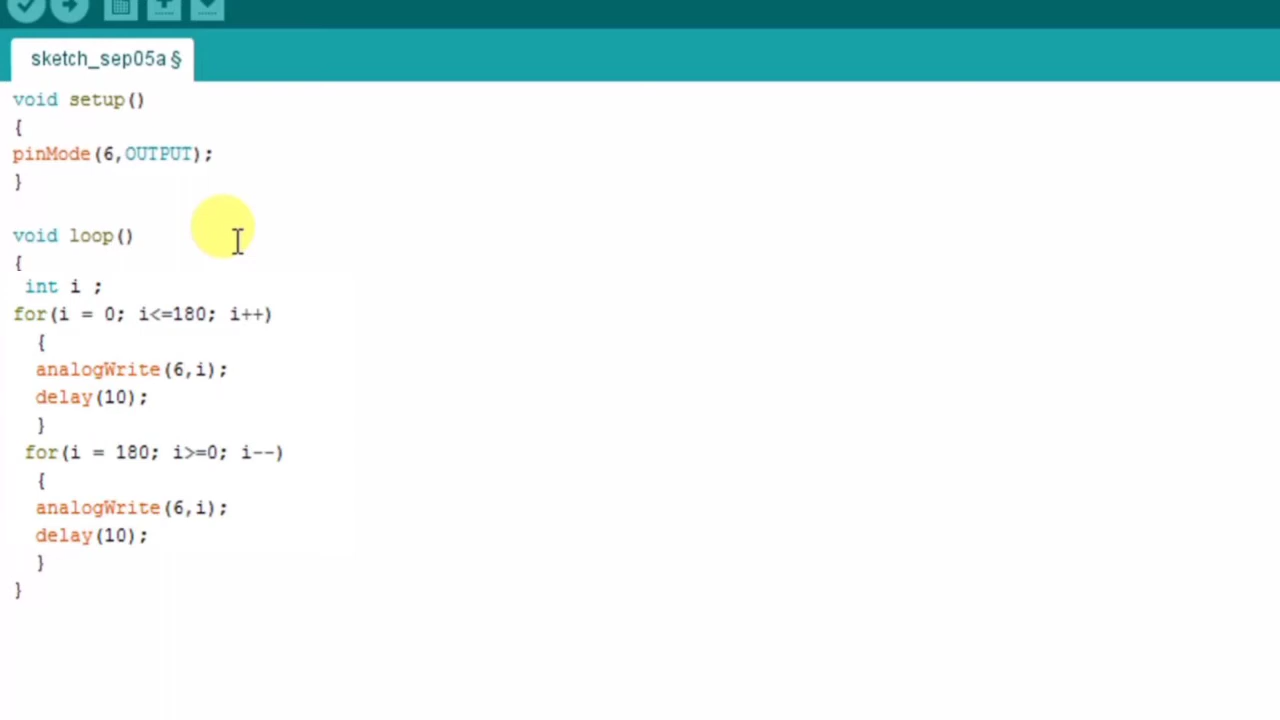 sketch_sep05a §
void setup()
{
pinMode(6,OUTPUT);
}
void loop()
{
int i ;
for(i = 0; i<=180; i++)
{
analogWrite(6,i);
delay(10);
}
for(i = 180; i>=0; i--)
{
analogWrite(6,i);
delay(10);
}
}